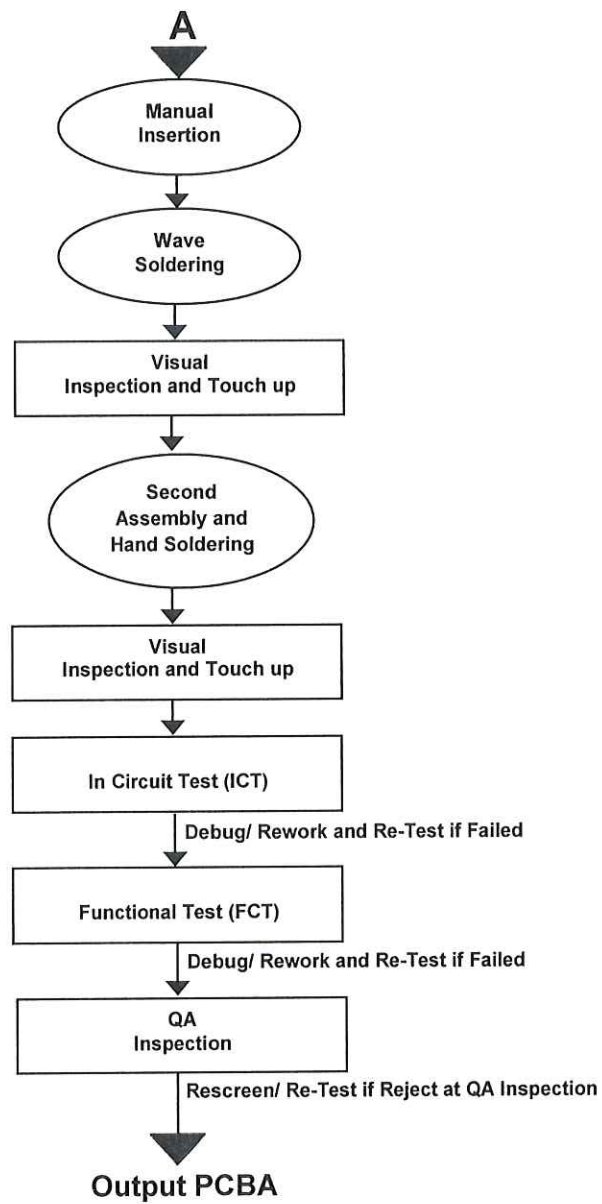 A
Manual
Insertion
Wave
Soldering
Visual
Inspection and Touch up
Second
Assembly and
Hand Soldering
Visual
Inspection and Touch up
In Circuit Test (ICT)
Debug/ Rework and Re-Test if Failed
Functional Test (FCT)
Debug/ Rework and Re-Test if Failed
QA
Inspection
Rescreen/ Re-Test if Reject at QA Inspection
Output PCBA